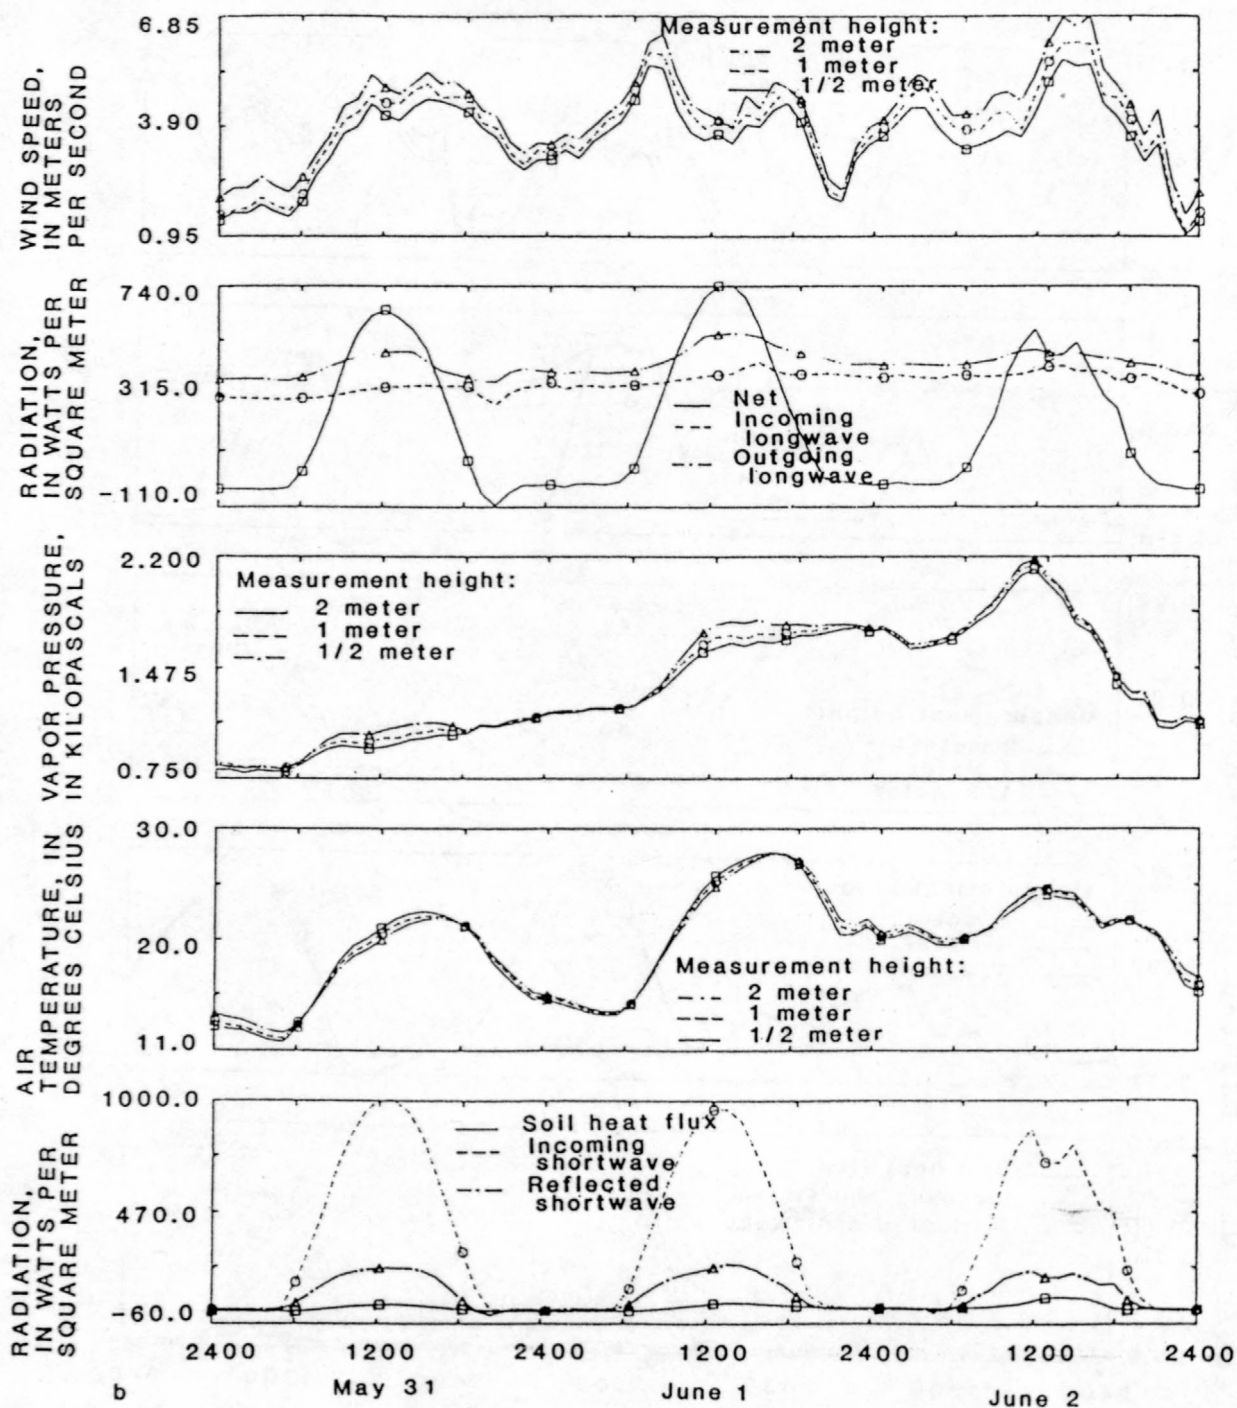 WIND SPEED,
IN METERS
PER SECOND
6.85
3.90
0.95
Measurement height:
2 meter
1 meter
1/2 meter
RADIATION,
IN WATTS PER
SQUARE METER
740.0
315.0
-110.0
Net
Incoming
longwave
Outgoing
longwave
VAPOR PRESSURE,
IN KILOPASCALS
2.200
1.475
0.750
Measurement height:
2 meter
1 meter
1/2 meter
AIR
TEMPERATURE, IN
DEGREES CELSIUS
30.0
20.0
11.0
Measurement height:
2 meter
1 meter
1/2 meter
RADIATION,
IN WATTS PER
SQUARE METER
1000.0
470.0
-60.0
Soil heat flux
Incoming
shortwave
Reflected
shortwave
2400 1200 2400 1200 2400 1200 2400
b May 31 June 1 June 2